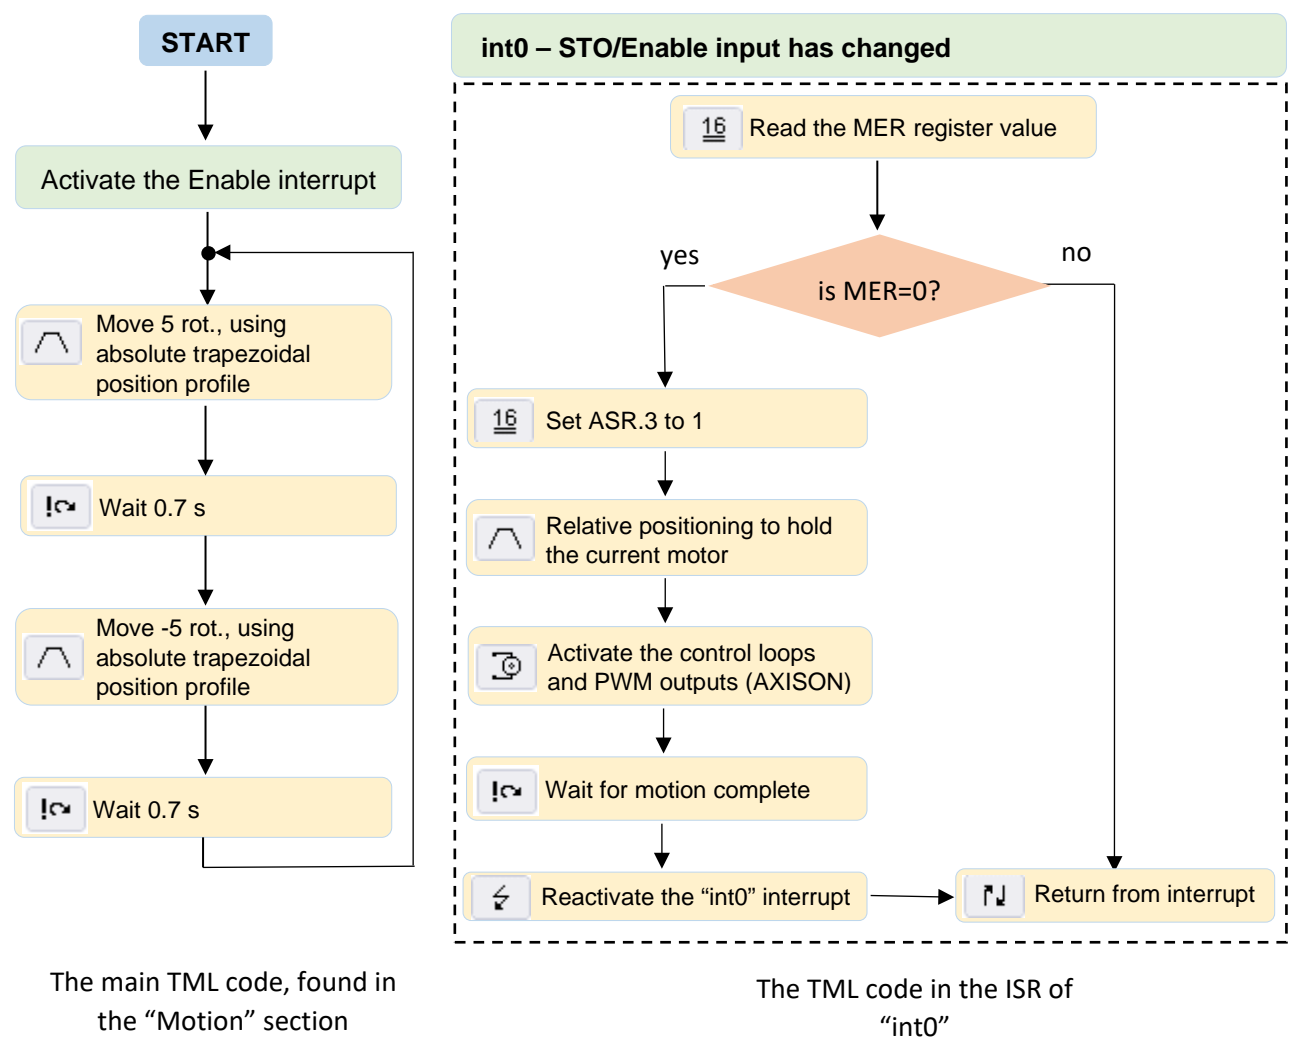 START
Activate the Enable interrupt
Move 5 rot., using
absolute trapezoidal
position profile
Wait 0.7 s
Move -5 rot., using
absolute trapezoidal
position profile
Wait 0.7 s
The main TML code, found in
the “Motion” section
int0 – STO/Enable input has changed
16 Read the MER register value
is MER=0?
yes
no
16 Set ASR.3 to 1
Relative positioning to hold
the current motor
Activate the control loops
and PWM outputs (AXISON)
Wait for motion complete
Reactivate the “int0” interrupt
Return from interrupt
The TML code in the ISR of
“int0”